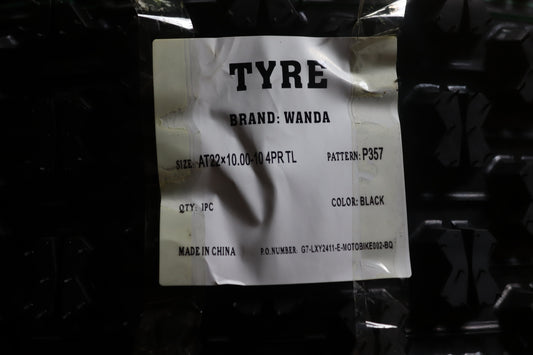 TYRE
BRAND: WANDA
SIZE: AT22×10.00-10 4PR TL PATTERN: P357
QTY: 1PC COLOR: BLACK
MADE IN CHINA P.O.NUMBER: G7-LXY2411-E-MOTOBIKE002-BQ